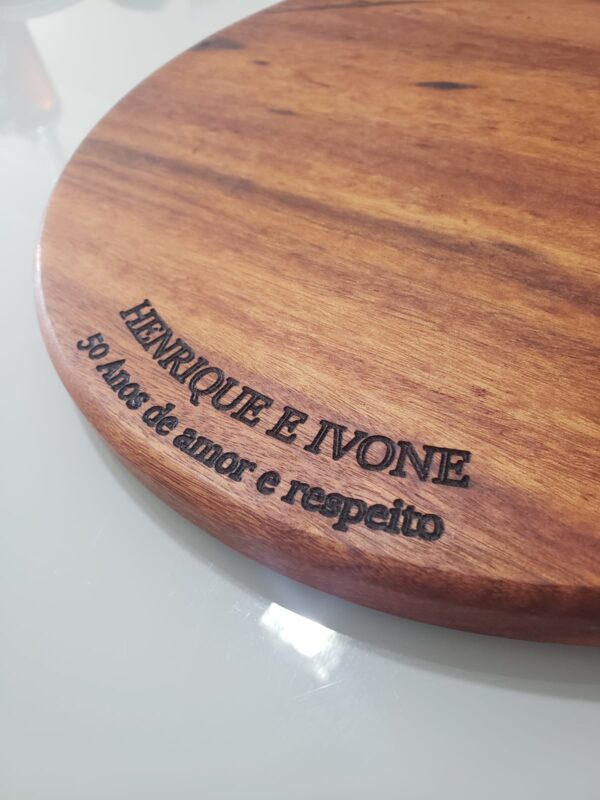 HENRIQUE E IVONE
50 Anos de amor e respeito